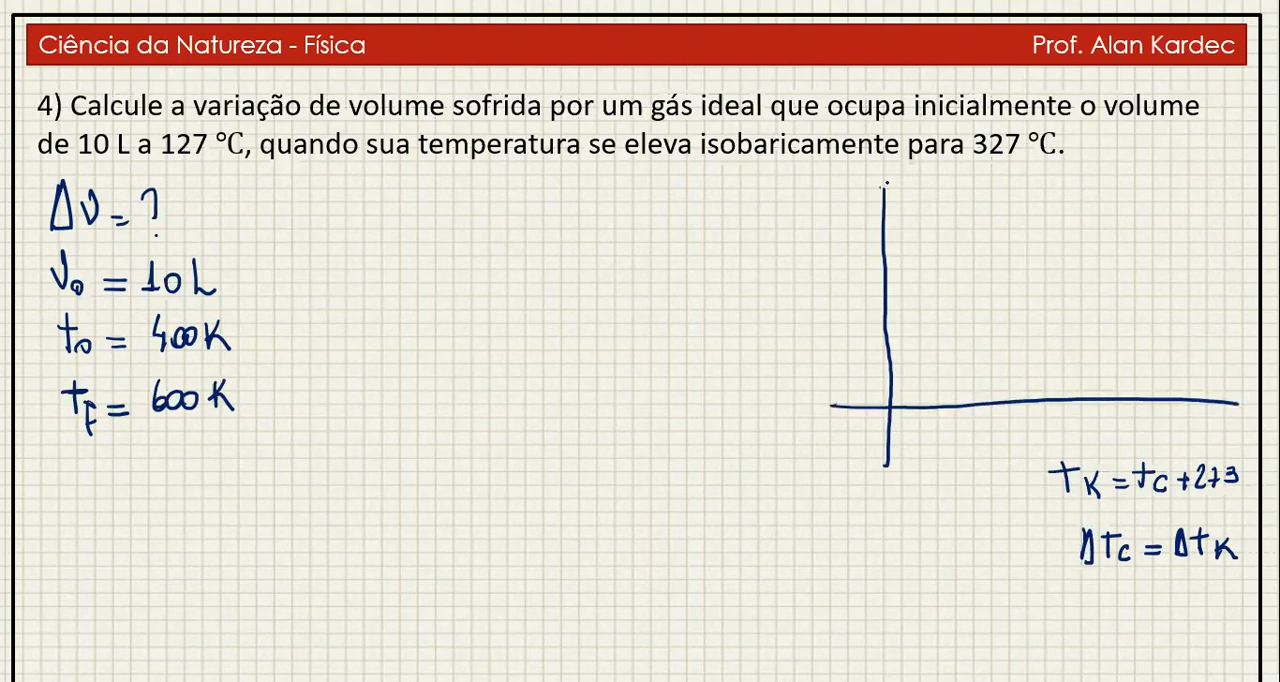 Ciência da Natureza - Física Prof. Alan Kardec
4) Calcule a variação de volume sofrida por um gás ideal que ocupa inicialmente o volume
de 10 L a 127 °C, quando sua temperatura se eleva isobaricamente para 327 °C.
Δv = ?
V₀ = 10 L
t₀ = 400 K
tF = 600 K
TK = tC + 273
ΔTC = ΔtK